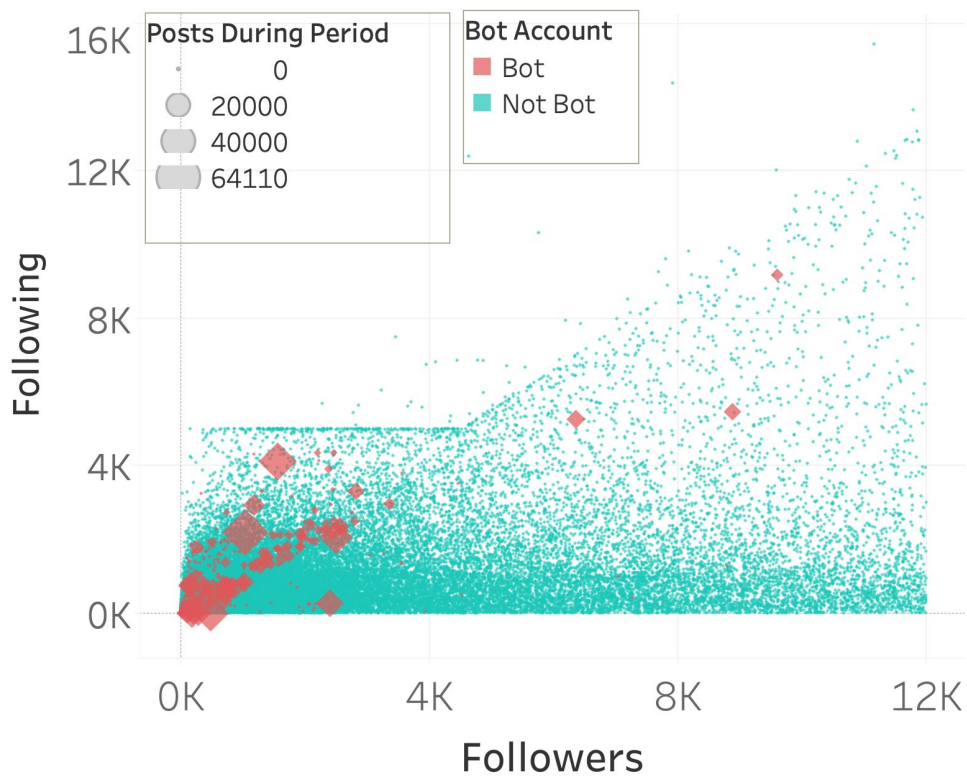 Posts During Period
0
20000
40000
64110
Bot Account
Bot
Not Bot
16K
12K
8K
4K
0K
Following
0K 4K 8K 12K
Followers